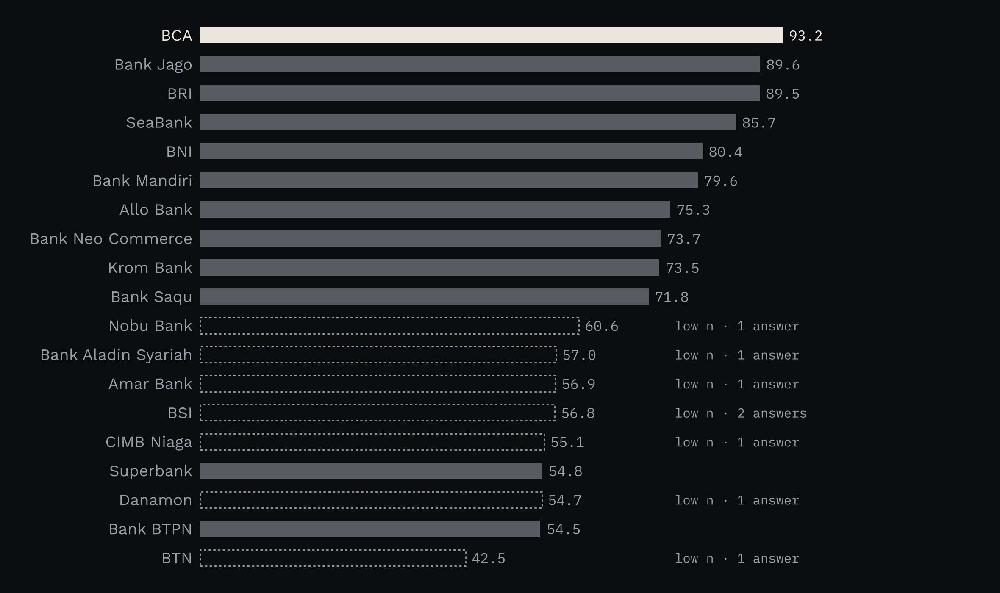 BCA 93.2
Bank Jago 89.6
BRI 89.5
SeaBank 85.7
BNI 80.4
Bank Mandiri 79.6
Allo Bank 75.3
Bank Neo Commerce 73.7
Krom Bank 73.5
Bank Saqu 71.8
Nobu Bank 60.6 low n · 1 answer
Bank Aladin Syariah 57.0 low n · 1 answer
Amar Bank 56.9 low n · 1 answer
BSI 56.8 low n · 2 answers
CIMB Niaga 55.1 low n · 1 answer
Superbank 54.8
Danamon 54.7 low n · 1 answer
Bank BTPN 54.5
BTN 42.5 low n · 1 answer